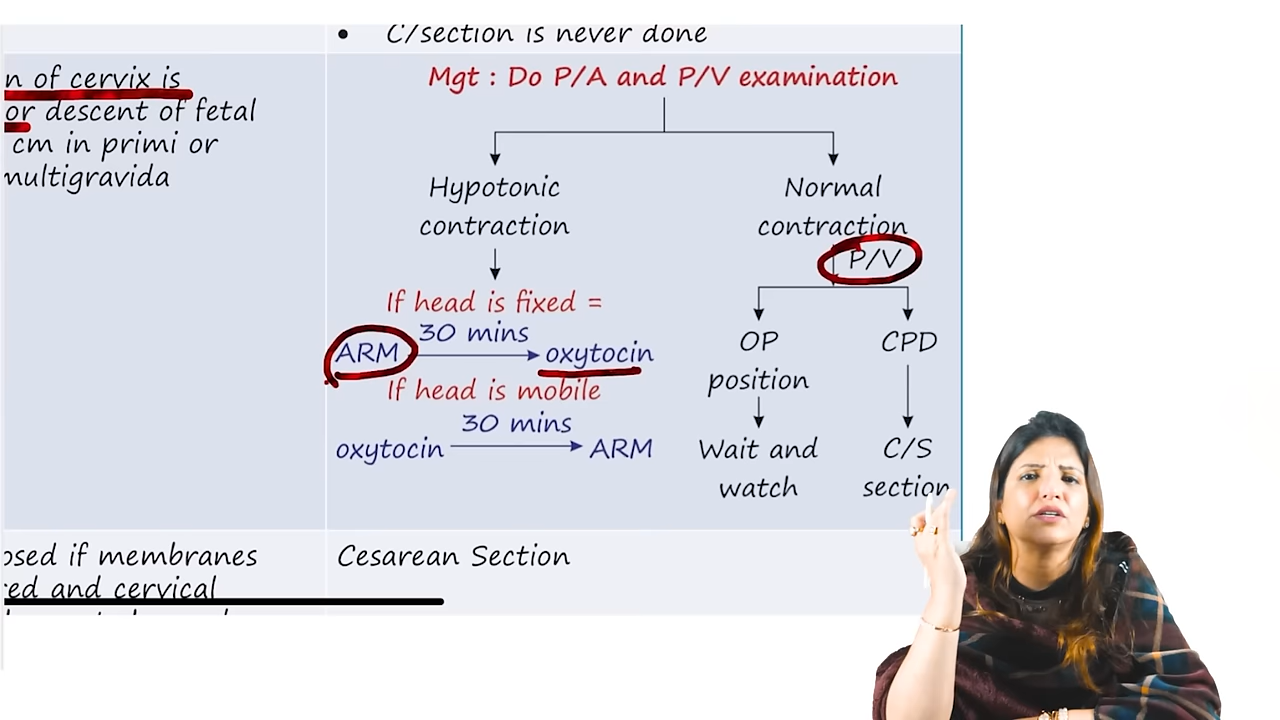 • C/section is never done
n of cervix is
or descent of fetal
cm in primi or
multigravida
Mgt : Do P/A and P/V examination
Hypotonic
contraction
If head is fixed =
30 mins
ARM oxytocin
If head is mobile
30 mins
oxytocin ARM
Normal
contraction
P/V
OP
position
Wait and
watch
CPD
C/S
section
osed if membranes
red and cervical
Cesarean Section